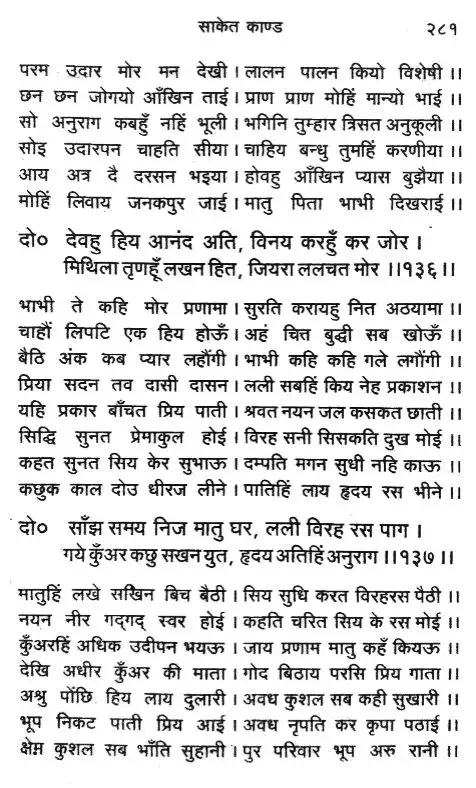 साकेत काण्ड २८१
परम उदार मोर मन देखी । लालन पालन कियो विशेषी ।।
छन छन जोगयो आँखिन ताई । प्राण प्राण मोहिं मान्यो भाई ।।
सो अनुराग कबहुँ नहिं भूली । भगिनि तुम्हार त्रिसत अनुकूली ।।
सोइ उदारपन चाहति सीया । चाहिय बन्धु तुमहिं करणीया ।।
आय अत्र दै दरसन भइया । होवहु आँखिन प्यास बुझैया ।।
मोहिं लिवाय जनकपुर जाई । मातु पिता भाभी दिखराई ।।
दो० देवहु हिय आनंद अति, विनय करहुँ कर जोर ।
मिथिला तृणहूँ लखन हित, जियरा ललचत मोर ।।१३६।।
भाभी ते कहि मोर प्रणामा । सुरति करायहु नित अठयामा ।।
चाहौं लिपटि एक हिय होऊँ । अहं चित्त बुद्धी सब खोऊँ ।।
बैठि अंक कब प्यार लहौंगी । भाभी कहि कहि गले लगौंगी ।।
प्रिया सदन तव दासी दासन । लली सबहिं किय नेह प्रकाशन ।।
यहि प्रकार बाँचत प्रिय पाती । श्रवत नयन जल कसकत छाती ।।
सिद्धि सुनत प्रेमाकुल होई । विरह सनी सिसकति दुख मोई ।।
कहत सुनत सिय केर सुभाऊ । दम्पति मगन सुधी नहि काऊ ।।
कछुक काल दोउ धीरज लीने । पातिहिं लाय हृदय रस भीने ।।
दो० साँझ समय निज मातु घर, लली विरह रस पाग ।
गये कुँअर कछु सखन युत, हृदय अतिहिं अनुराग ।।१३७।।
मातुहिं लखे सखिन बिच बैठी । सिय सुधि करत विरहरस पैठी ।।
नयन नीर गद्गद् स्वर होई । कहति चरित सिय के रस मोई ।।
कुँअरहिं अधिक उदीपन भयऊ । जाय प्रणाम मातु कहँ कियऊ ।।
देखि अधीर कुँअर की माता । गोद बिठाय परसि प्रिय गाता ।।
अश्रु पोंछि हिय लाय दुलारी । अवध कुशल सब कही सुखारी ।।
भूप निकट पाती प्रिय आई । अवध नृपति कर कृपा पठाई ।।
क्षेम कुशल सब भाँति सुहानी । पुर परिवार भूप अरु रानी ।।